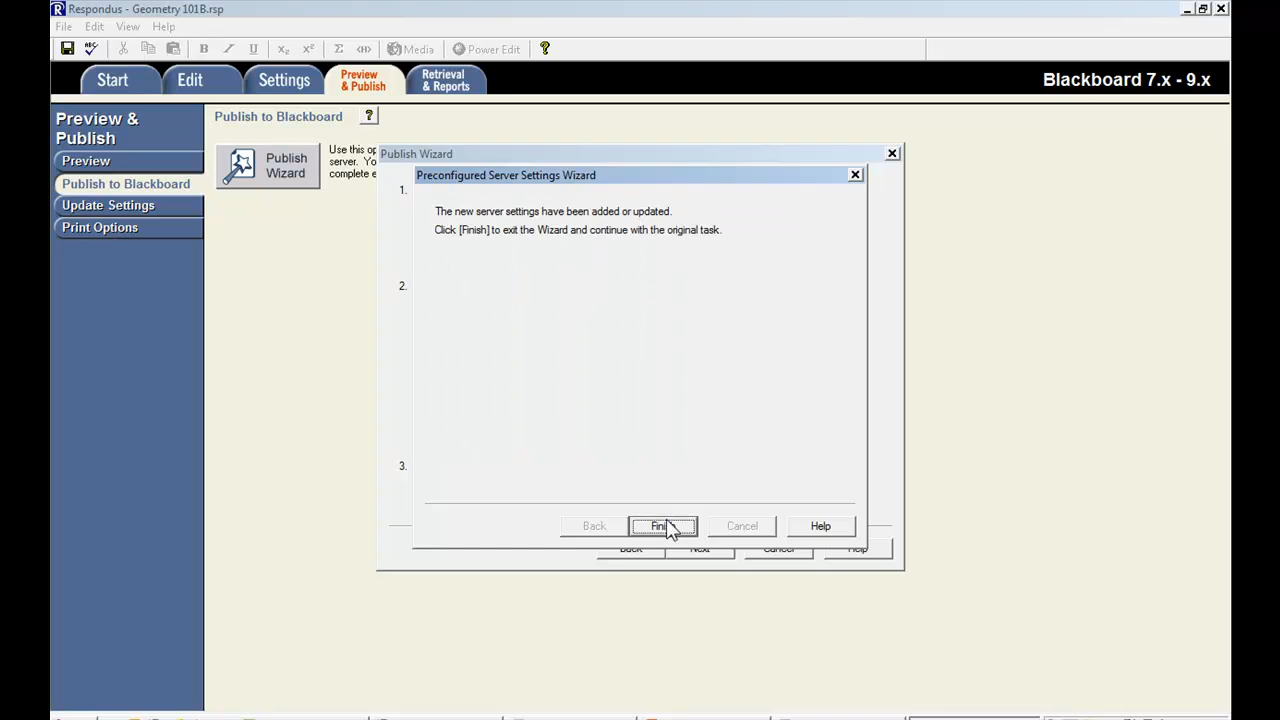 Respondus - Geometry 101B.rsp
File Edit View Help
B I U x₂ x² Σ Media Power Edit ?
Start Edit Settings Preview & Publish Retrieval & Reports Blackboard 7.x - 9.x
Preview & Publish
Preview
Publish to Blackboard
Update Settings
Print Options
Publish to Blackboard ?
Publish Wizard
Use this op
server. Yo
complete e
Publish Wizard
1.
2.
3.
Preconfigured Server Settings Wizard
The new server settings have been added or updated.
Click [Finish] to exit the Wizard and continue with the original task.
Back Finish Cancel Help
Back Next Cancel Help